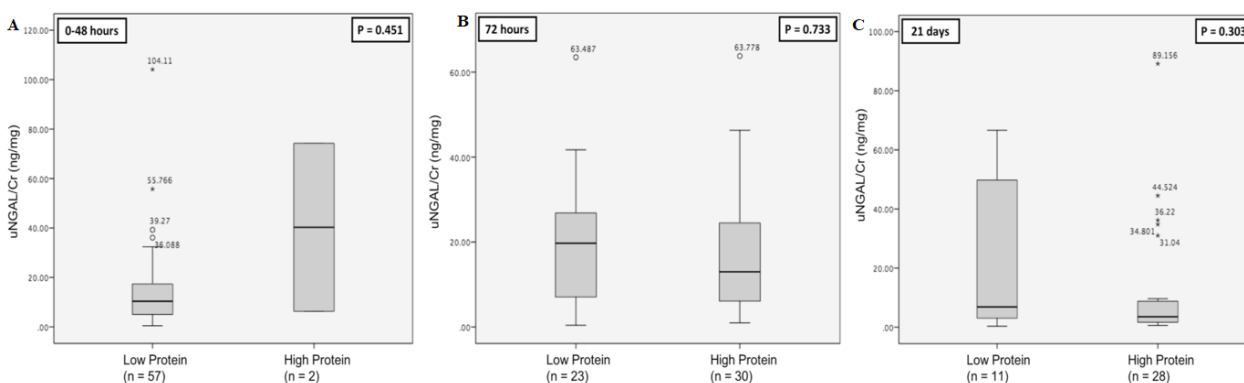 A
0-48 hours
P = 0.451
120.00
100.00
80.00
60.00
40.00
20.00
.00
uNGAL/Cr (ng/mg)
104.11
55.766
39.27
36.088
Low Protein
(n = 57)
High Protein
(n = 2)
B
72 hours
P = 0.733
60.00
40.00
20.00
.00
uNGAL/Cr (ng/mg)
63.487
63.778
Low Protein
(n = 23)
High Protein
(n = 30)
C
21 days
P = 0.303
100.00
80.00
60.00
40.00
20.00
.00
uNGAL/Cr (ng/mg)
89.156
44.524
36.22
34.801
31.04
Low Protein
(n = 11)
High Protein
(n = 28)